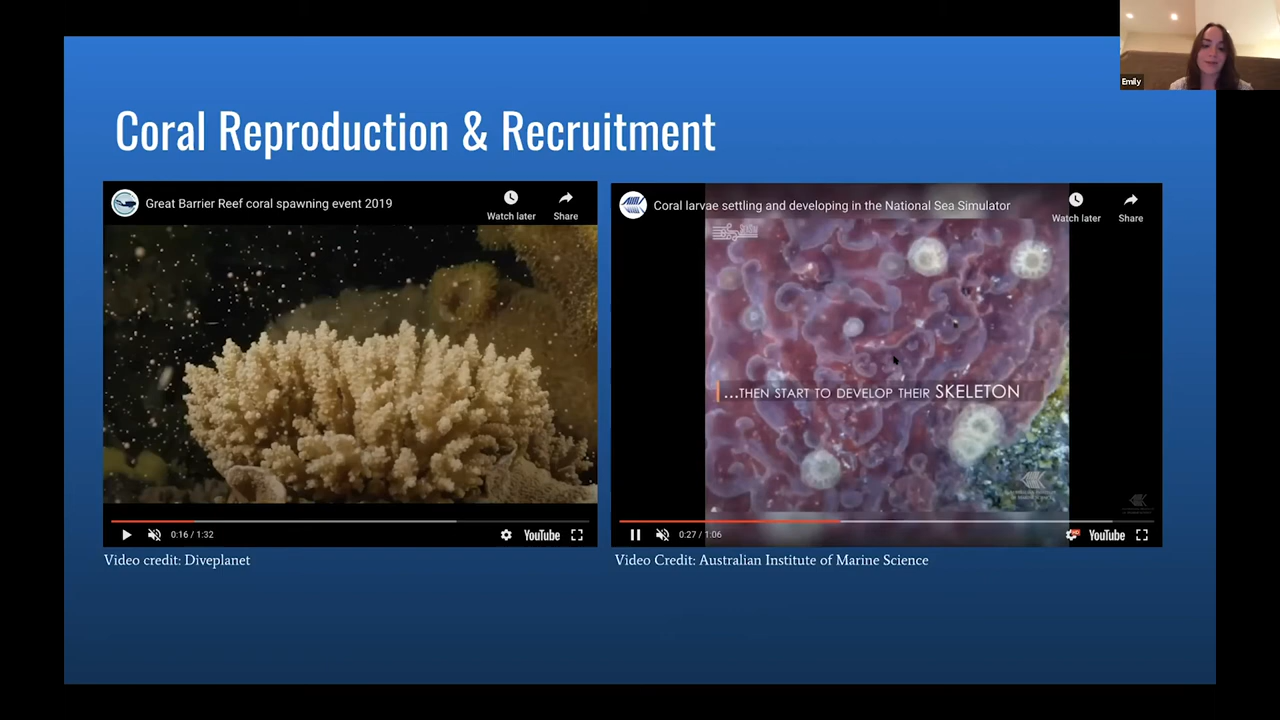 Emily
Coral Reproduction & Recruitment
Great Barrier Reef coral spawning event 2019
Watch later
Share
0:16 / 1:32
YouTube
Video credit: Diveplanet
Coral larvae settling and developing in the National Sea Simulator
Watch later
Share
...THEN START TO DEVELOP THEIR SKELETON
0:27 / 1:06
HD
YouTube
Video Credit: Australian Institute of Marine Science